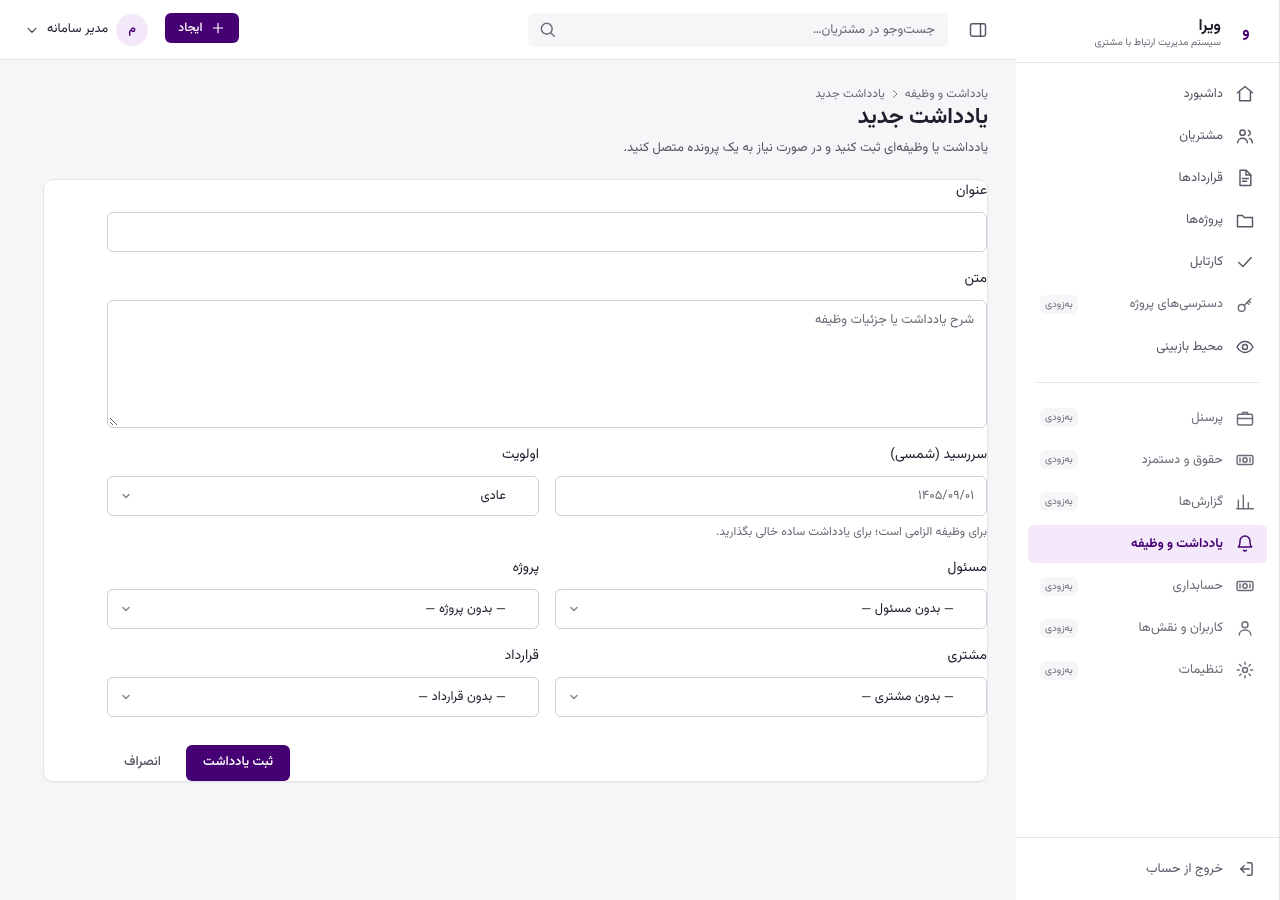 و
ویرا
سیستم مدیریت ارتباط با مشتری
جست‌وجو در مشتریان...
ایجاد
م
مدیر سامانه
داشبورد
مشتریان
قراردادها
پروژه‌ها
کارتابل
دسترسی‌های پروژه
به‌زودی
محیط بازبینی
پرسنل
به‌زودی
حقوق و دستمزد
به‌زودی
گزارش‌ها
به‌زودی
یادداشت و وظیفه
حسابداری
به‌زودی
کاربران و نقش‌ها
به‌زودی
تنظیمات
به‌زودی
خروج از حساب
یادداشت و وظیفه
یادداشت جدید
یادداشت جدید
یادداشت یا وظیفه‌ای ثبت کنید و در صورت نیاز به یک پرونده متصل کنید.
عنوان
متن
شرح یادداشت یا جزئیات وظیفه
سررسید (شمسی)
اولویت
۱۴۰۵/۰۹/۰۱
عادی
برای وظیفه الزامی است؛ برای یادداشت ساده خالی بگذارید.
مسئول
پروژه
— بدون مسئول —
— بدون پروژه —
مشتری
قرارداد
— بدون مشتری —
— بدون قرارداد —
ثبت یادداشت
انصراف